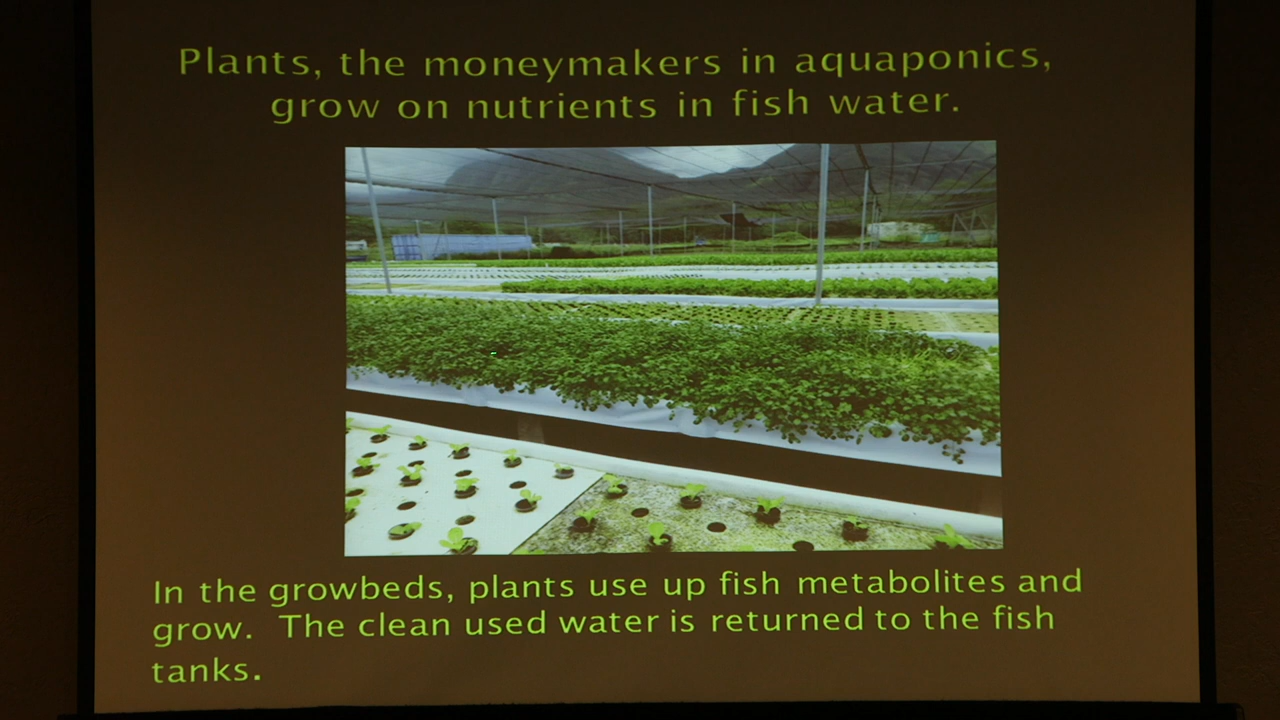 Plants, the moneymakers in aquaponics,
grow on nutrients in fish water.
In the growbeds, plants use up fish metabolites and
grow. The clean used water is returned to the fish
tanks.